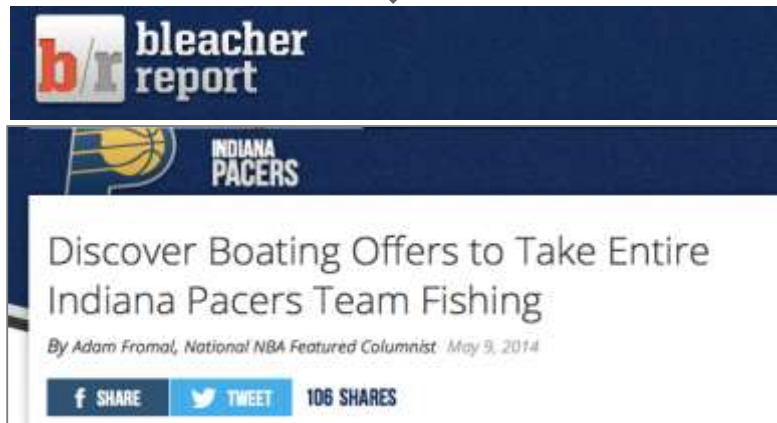 b/r bleacher
report
INDIANA
PACERS
Discover Boating Offers to Take Entire
Indiana Pacers Team Fishing
By Adam Fromal, National NBA Featured Columnist May 9, 2014
f SHARE TWEET 106 SHARES